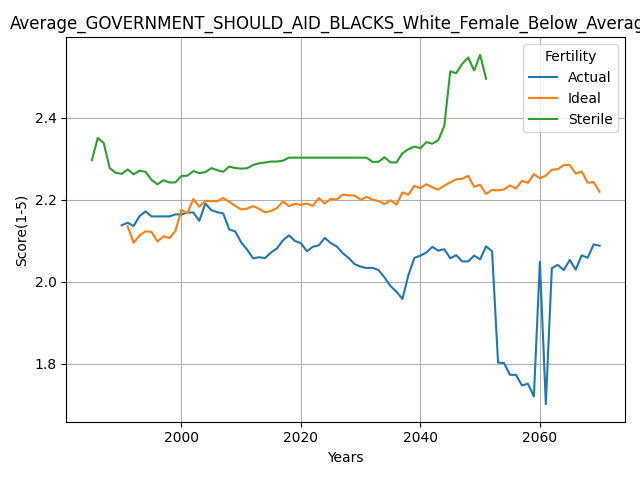 Average_GOVERNMENT_SHOULD_AID_BLACKS_White_Female_Below_Averag
Fertility
Actual
Ideal
Sterile
Score(1-5)
2.4
2.2
2.0
1.8
2000 2020 2040 2060
Years